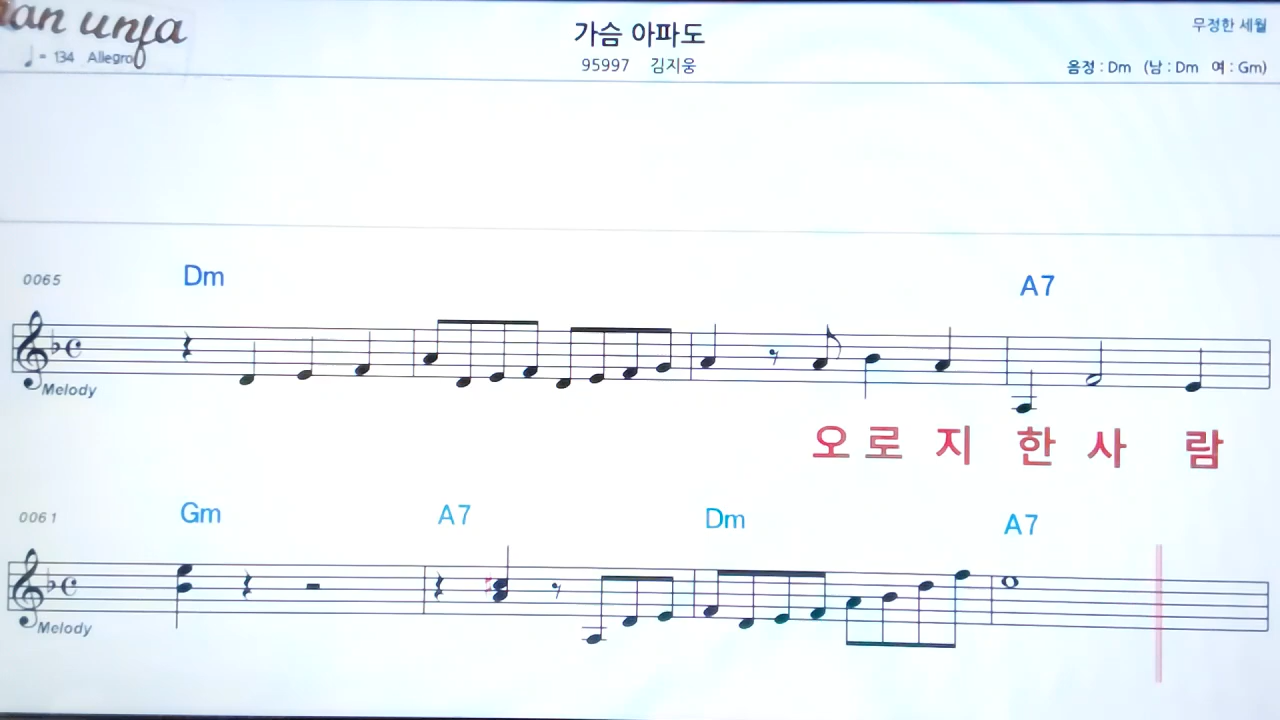 가슴 아파도
무정한 세월
♩= 134 Allegro
95997 김지웅
음정 : Dm (남 : Dm 여 : Gm)
0065 Dm A7
Melody
오 로 지 한 사 람
0061 Gm A7 Dm A7
Melody